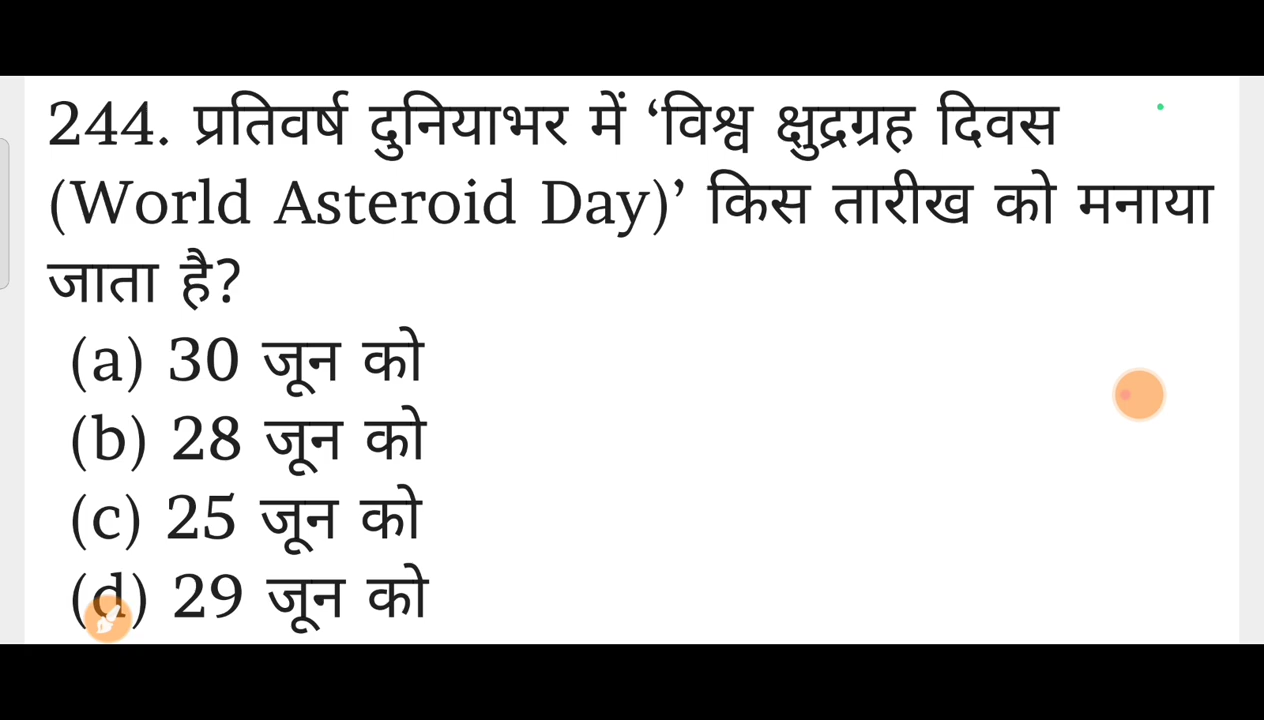 244. प्रतिवर्ष दुनियाभर में ‘विश्व क्षुद्रग्रह दिवस
(World Asteroid Day)’ किस तारीख को मनाया
जाता है?
(a) 30 जून को
(b) 28 जून को
(c) 25 जून को
(d) 29 जून को